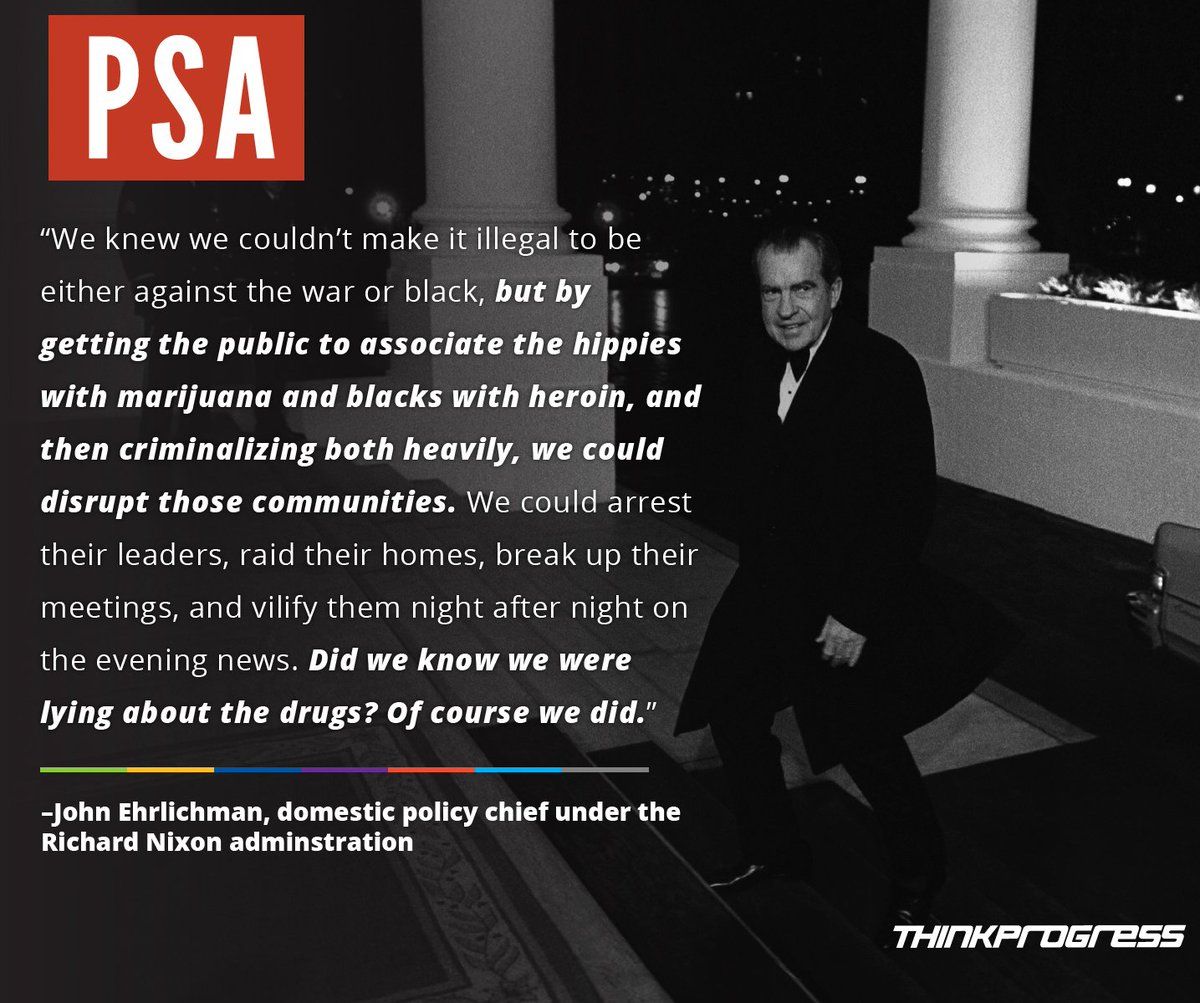 PSA
“We knew we couldn’t make it illegal to be
either against the war or black, but by
getting the public to associate the hippies
with marijuana and blacks with heroin, and
then criminalizing both heavily, we could
disrupt those communities. We could arrest
their leaders, raid their homes, break up their
meetings, and vilify them night after night on
the evening news. Did we know we were
lying about the drugs? Of course we did.”
–John Ehrlichman, domestic policy chief under the
Richard Nixon adminstration
THINKPROGRESS